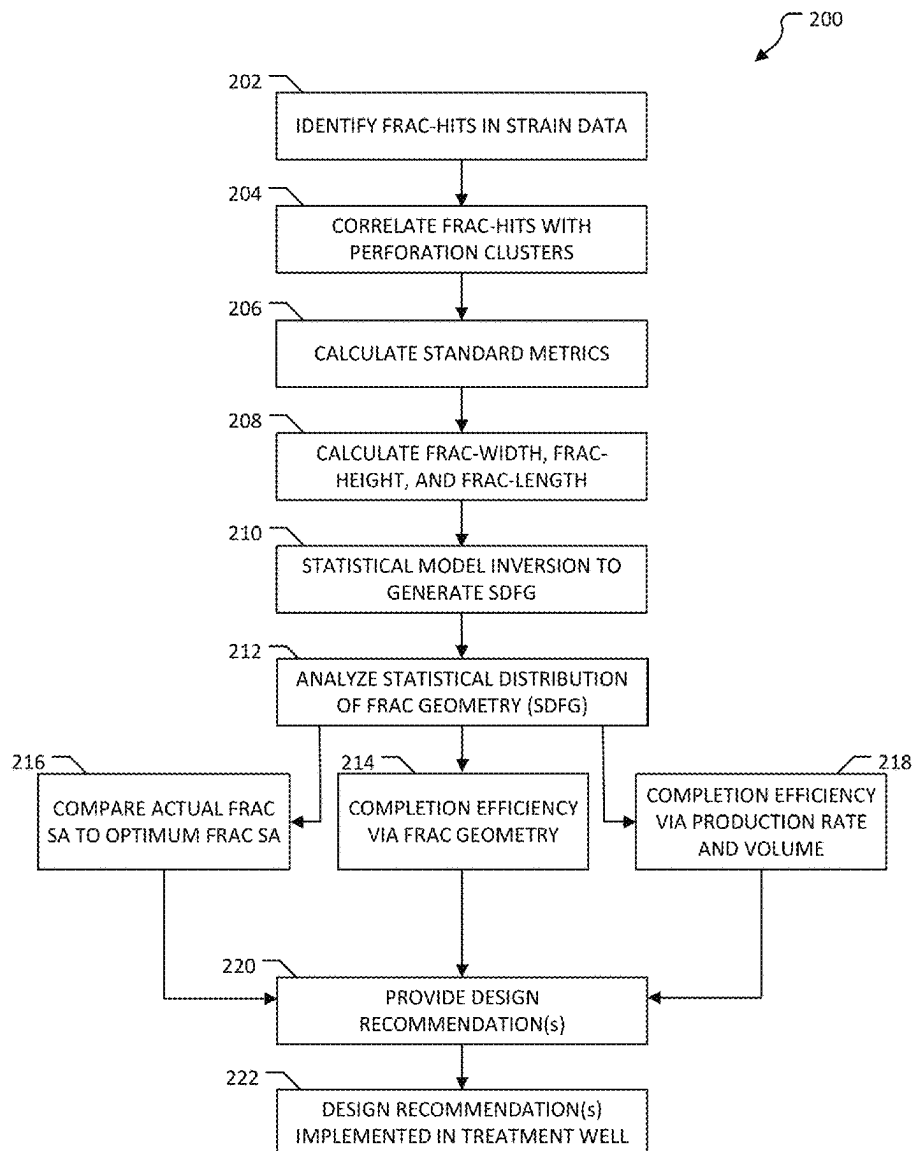 200
202
IDENTIFY FRAC-HITS IN STRAIN DATA
204
CORRELATE FRAC-HITS WITH
PERFORATION CLUSTERS
206
CALCULATE STANDARD METRICS
208
CALCULATE FRAC-WIDTH, FRAC-
HEIGHT, AND FRAC-LENGTH
210
STATISTICAL MODEL INVERSION TO
GENERATE SDFG
212
ANALYZE STATISTICAL DISTRIBUTION
OF FRAC GEOMETRY (SDFG)
216
COMPARE ACTUAL FRAC
SA TO OPTIMUM FRAC SA
214
COMPLETION EFFICIENCY
VIA FRAC GEOMETRY
218
COMPLETION EFFICIENCY
VIA PRODUCTION RATE
AND VOLUME
220
PROVIDE DESIGN
RECOMMENDATION(s)
222
DESIGN RECOMMENDATION(s)
IMPLEMENTED IN TREATMENT WELL